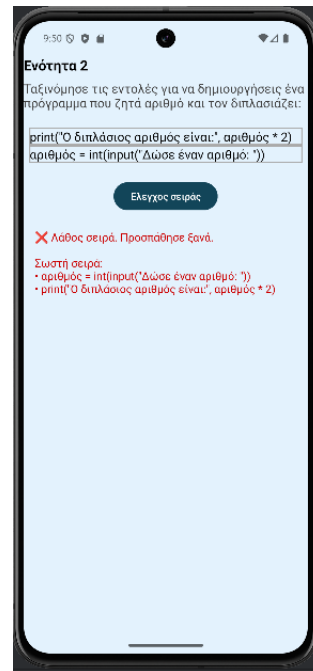 9:50
Ενότητα 2
Ταξινόμησε τις εντολές για να δημιουργήσεις ένα
πρόγραμμα που ζητά αριθμό και τον διπλασιάζει:
print("Ο διπλάσιος αριθμός είναι:", αριθμός * 2)
αριθμός = int(input("Δώσε έναν αριθμό: "))
Έλεγχος σειράς
❌ Λάθος σειρά. Προσπάθησε ξανά.
Σωστή σειρά:
• αριθμός = int(input("Δώσε έναν αριθμό: "))
• print("Ο διπλάσιος αριθμός είναι:", αριθμός * 2)